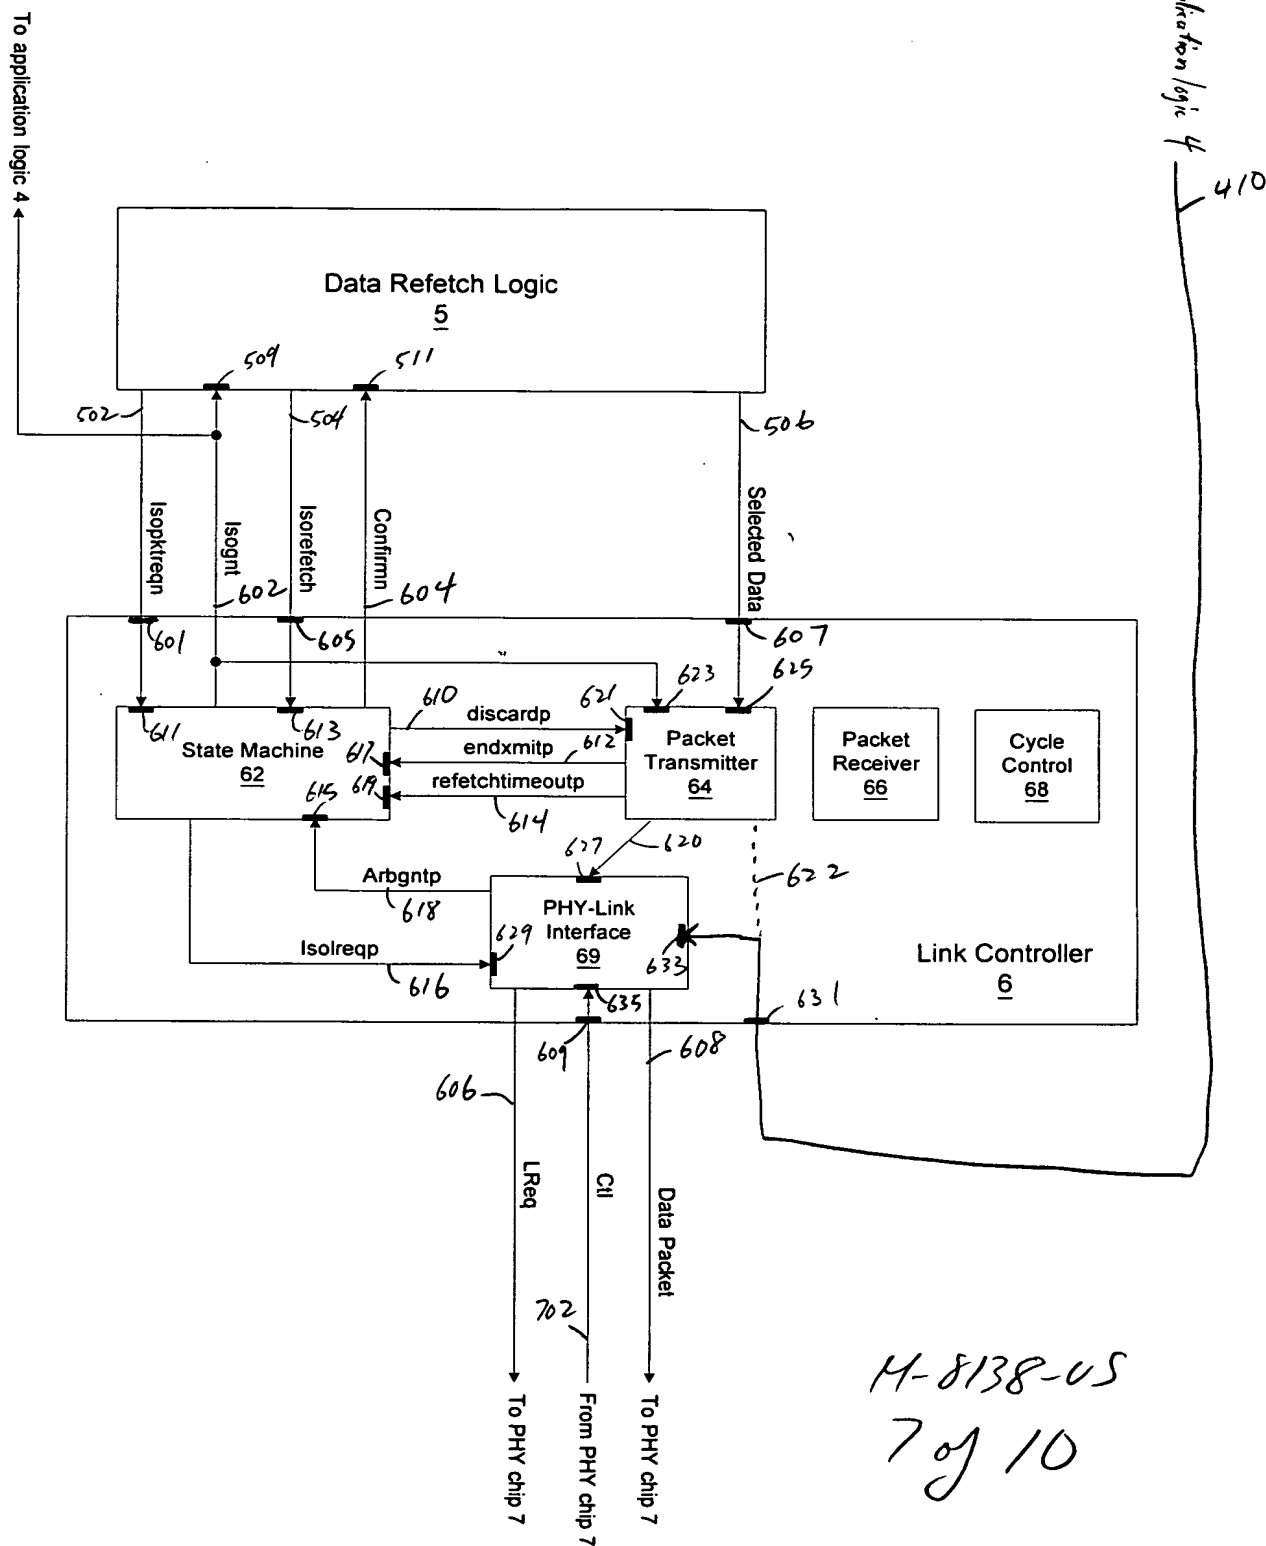 To application logic 4
logic 4
410
Data Refetch Logic
5
509
511
502
504
506
Isopktreqn
Isognt
Isorefetch
Confirmn
Selected Data
602
604
601
605
607
623
625
621
611
613
610
discardp
State Machine
62
617
endxmitp
612
Packet
Transmitter
64
Packet
Receiver
66
Cycle
Control
68
615
619
refetchtimeoutp
614
627
620
622
Arbgntp
618
PHY-Link
Interface
69
629
633
Isolreqp
616
Link Controller
6
635
631
609
608
606
LReq
Ctl
Data Packet
702
To PHY chip 7
From PHY chip 7
To PHY chip 7
M-8138-US
7 of 10